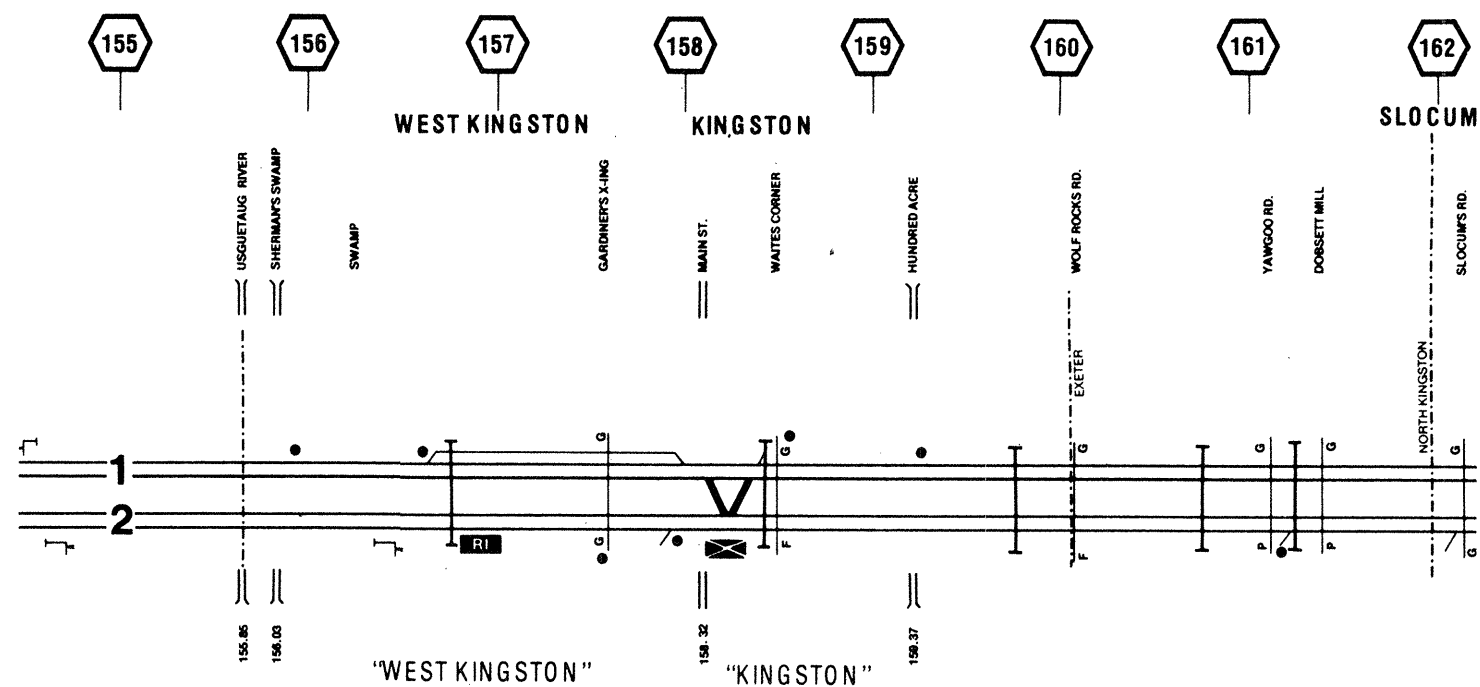 155
156
157
158
159
160
161
162
WEST KINGSTON
KINGSTON
SLOCUM
USGUETAUG RIVER
SHERMAN'S SWAMP
SWAMP
GARDINER'S X-ING
MAIN ST.
WAITES CORNER
HUNDRED ACRE
WOLF ROCKS RD.
YAWGOO RD.
DOBSETT MILL
SLOCUM'S RD.
EXETER
NORTH KINGSTON
G
G
G
G
G
G
1
2
RI
G
F
F
P
P
G
155.85
156.03
158.32
159.37
"WEST KINGSTON"
"KINGSTON"